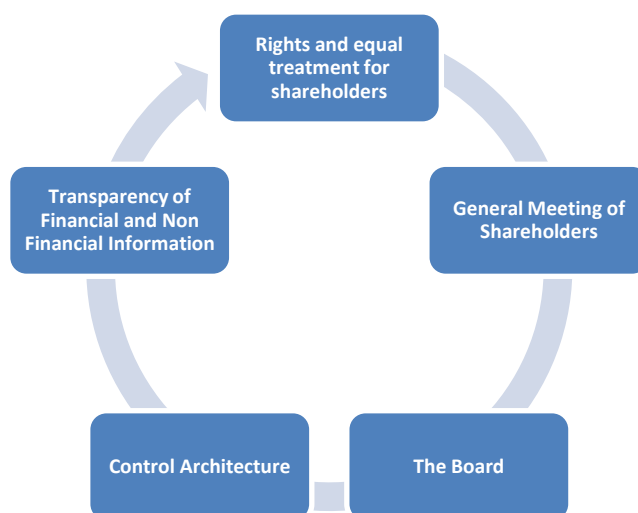 Rights and equal
treatment for
shareholders
General Meeting of
Shareholders
The Board
Control Architecture
Transparency of
Financial and Non
Financial Information